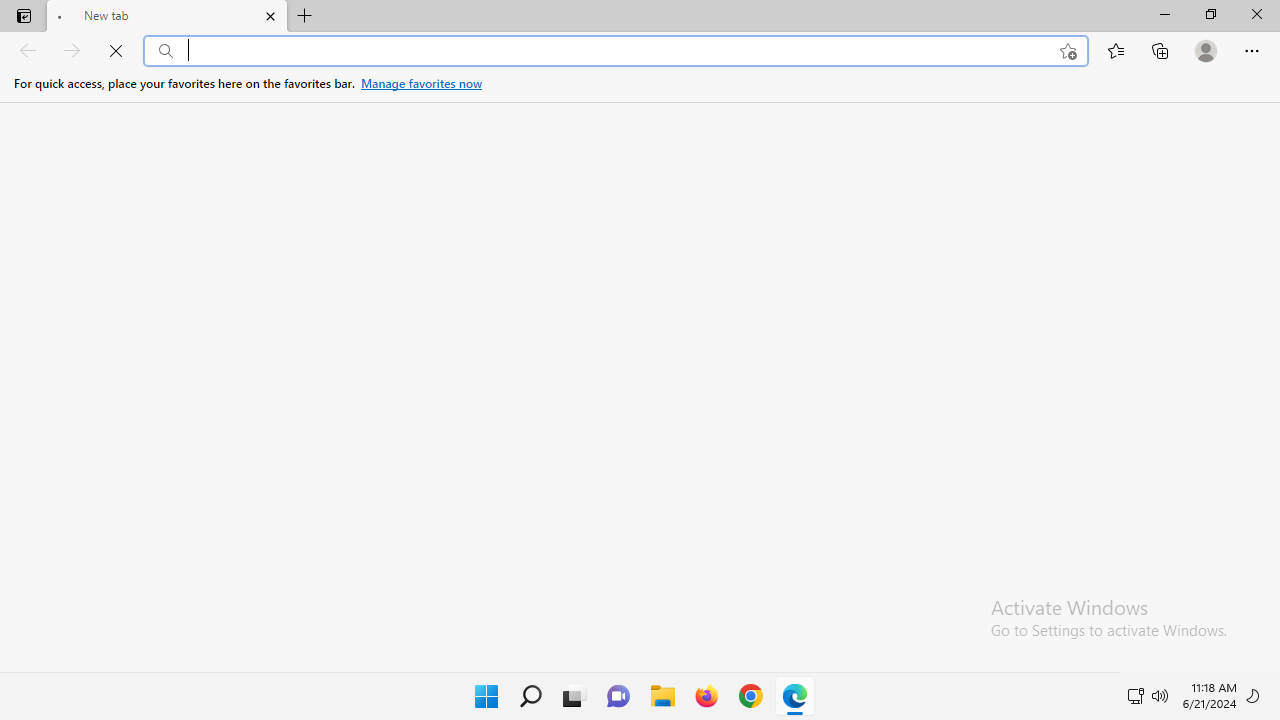 New tab
For quick access, place your favorites here on the favorites bar. Manage favorites now
Activate Windows
Go to Settings to activate Windows.
11:18 AM
6/21/2024